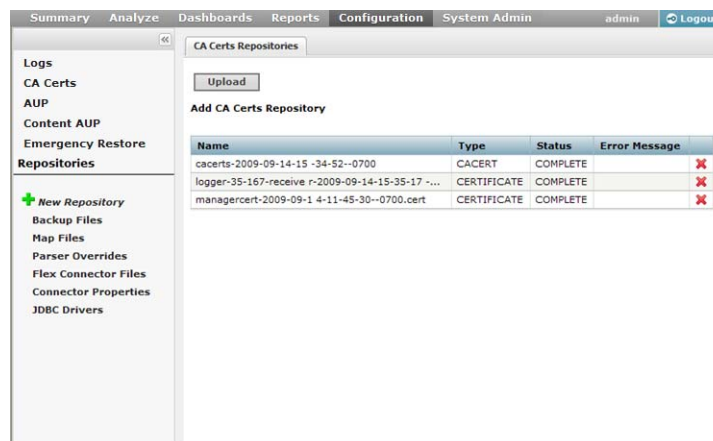 Summary Analyze Dashboards Reports Configuration System Admin admin Logou
CA Certs Repositories
Logs
CA Certs
AUP
Content AUP
Emergency Restore
Repositories
New Repository
Backup Files
Map Files
Parser Overrides
Flex Connector Files
Connector Properties
JDBC Drivers
Upload
Add CA Certs Repository
Name Type Status Error Message
cacerts-2009-09-14-15 -34-52--0700 CACERT COMPLETE
logger-35-167-receive r-2009-09-14-15-35-17 -... CERTIFICATE COMPLETE
managercert-2009-09-1 4-11-45-30--0700.cert CERTIFICATE COMPLETE